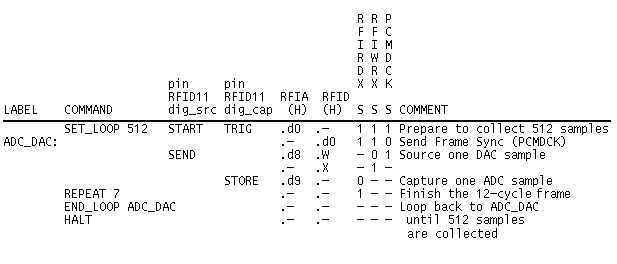 R R P
F F C
I I M
R W D
D R C
pin pin X X K
RFID11 RFID11 RFIA RFID
LABEL COMMAND dig_src dig_cap (H) (H) S S S COMMENT
SET_LOOP 512 START TRIG .d0 .– 1 1 1 Prepare to collect 512 samples
ADC_DAC: .– .d0 1 1 0 Send Frame Sync (PCMDCK)
SEND .d8 .W – 0 1 Source one DAC sample
.X – 1 –
STORE .d9 .– 0 – – Capture one ADC sample
REPEAT 7 .– .– 1 – – Finish the 12–cycle frame
END_LOOP ADC_DAC .– .– – – – Loop back to ADC_DAC
HALT .– .– – – – until 512 samples
are collected